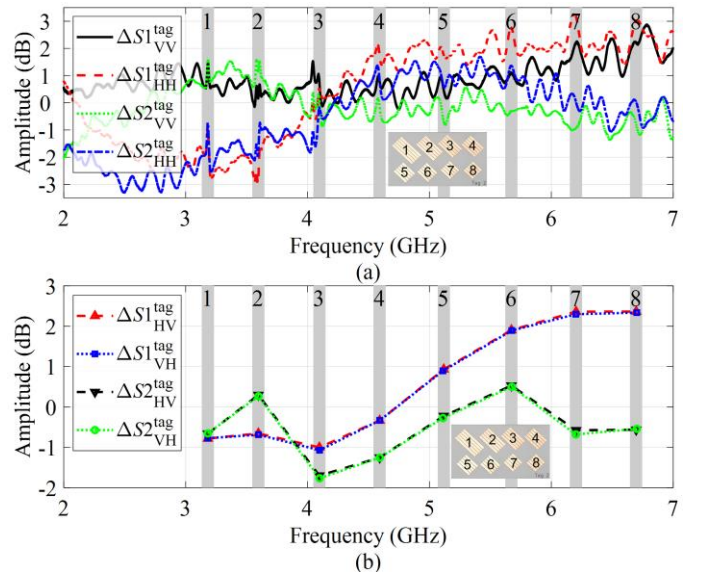 3
2
1
0
-1
-2
-3
Amplitude (dB)
1 2 3 4 5 6 7 8
ΔS1^tag_VV
ΔS1^tag_HH
ΔS2^tag_VV
ΔS2^tag_HH
1 2 3 4
5 6 7 8
2 3 4 5 6 7
Frequency (GHz)
(a)
3
2
1
0
-1
-2
Amplitude (dB)
1 2 3 4 5 6 7 8
ΔS1^tag_HV
ΔS1^tag_VH
ΔS2^tag_HV
ΔS2^tag_VH
1 2 3 4
5 6 7 8
2 3 4 5 6 7
Frequency (GHz)
(b)